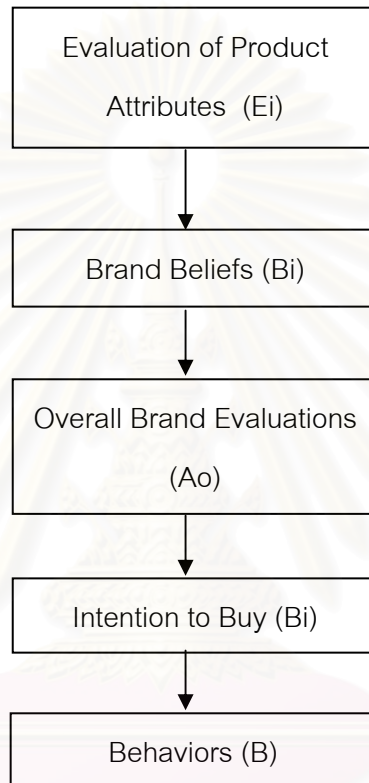 Evaluation of Product
Attributes (Ei)
Brand Beliefs (Bi)
Overall Brand Evaluations
(Ao)
Intention to Buy (Bi)
Behaviors (B)